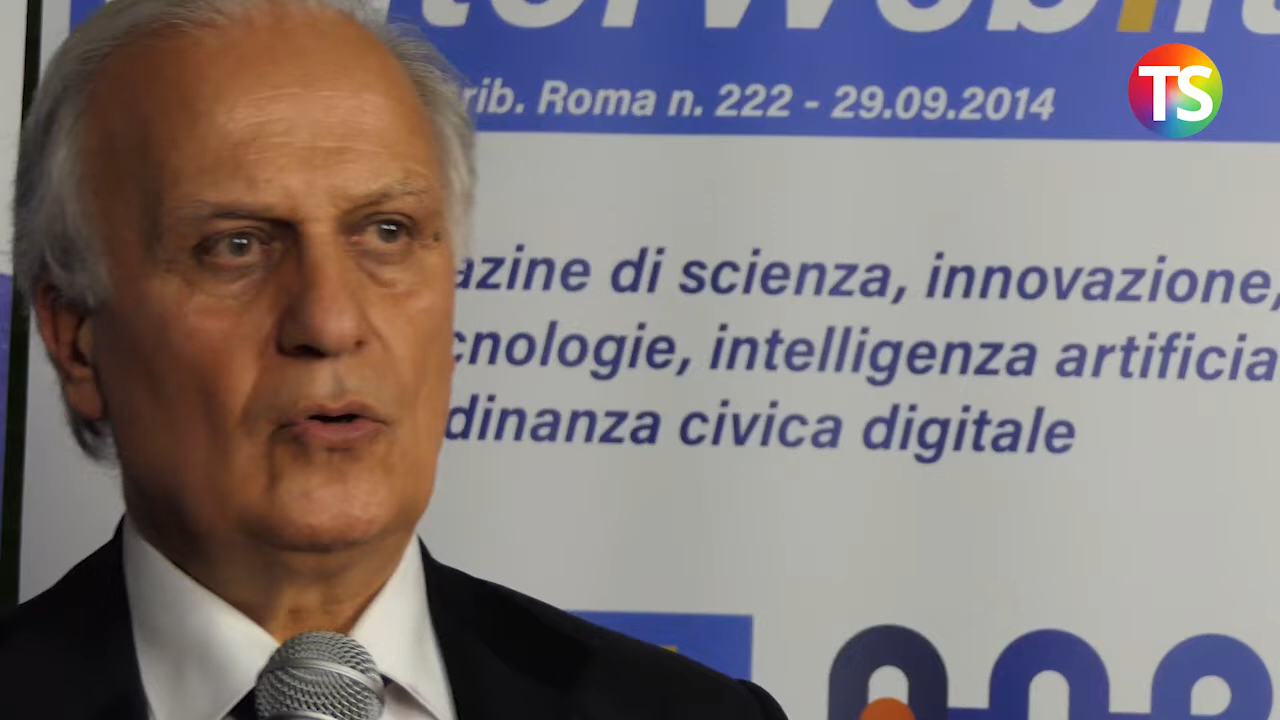 rib. Roma n. 222 - 29.09.2014
TS
azine di scienza, innovazione,
cnologie, intelligenza artificia
dinanza civica digitale